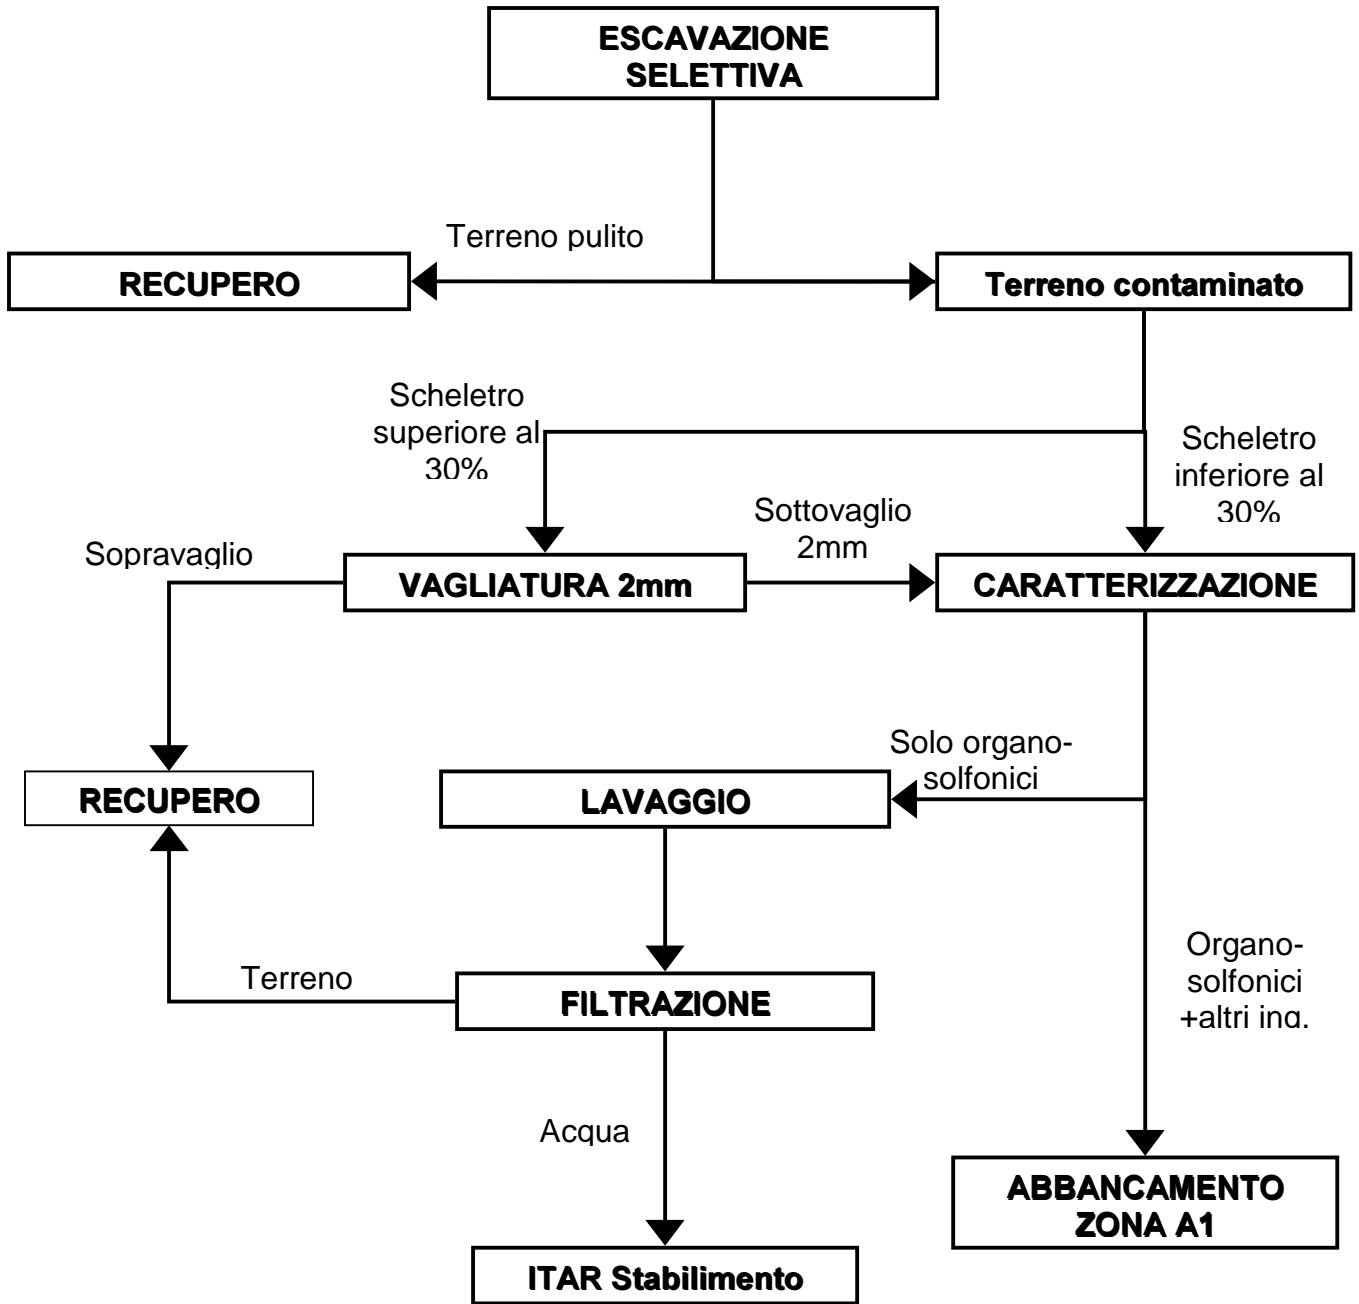 ESCAVAZIONE
SELETTIVA
Terreno pulito
RECUPERO
Terreno contaminato
Scheletro
superiore al
30%
Scheletro
inferiore al
30%
Sottovaglio
2mm
Sopravaglio
VAGLIATURA 2mm
CARATTERIZZAZIONE
Solo organo-
solfonici
RECUPERO
LAVAGGIO
Organo-
solfonici
+altri inq.
Terreno
FILTRAZIONE
Acqua
ABBANCAMENTO
ZONA A1
ITAR Stabilimento